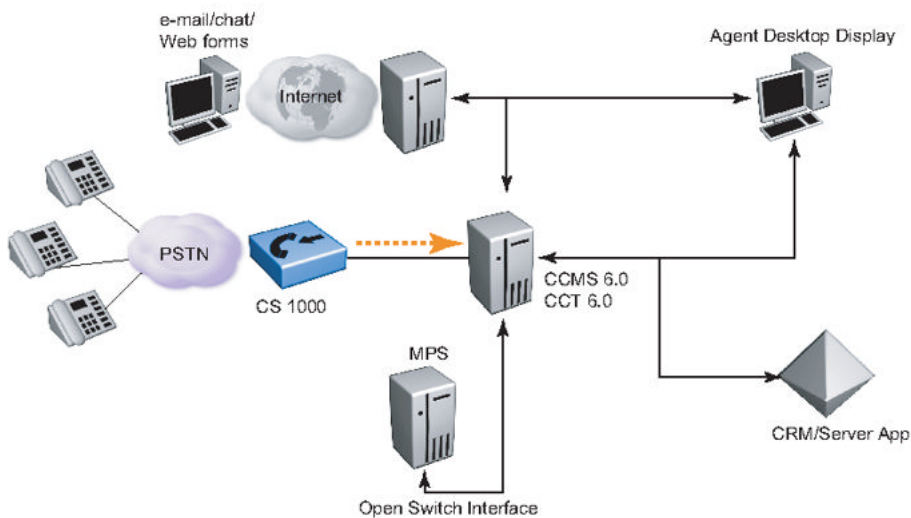 e-mail/chat/
Web forms
Agent Desktop Display
Internet
PSTN
CS 1000
CCMS 6.0
CCT 6.0
MPS
CRM/Server App
Open Switch Interface